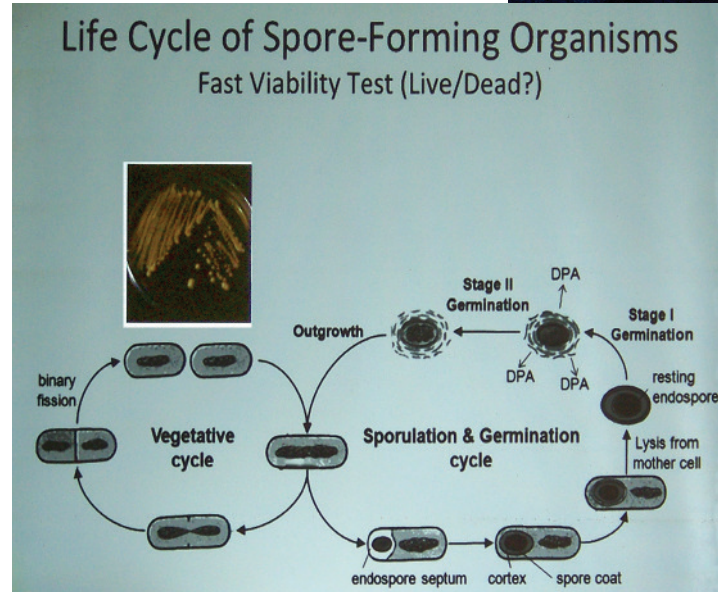 Life Cycle of Spore-Forming Organisms
Fast Viability Test (Live/Dead?)
DPA
Stage II
Germination
Stage I
Germination
Outgrowth
DPA
DPA
resting
endospore
binary
fission
Vegetative
cycle
Sporulation & Germination
cycle
Lysis from
mother cell
endospore septum
cortex
spore coat